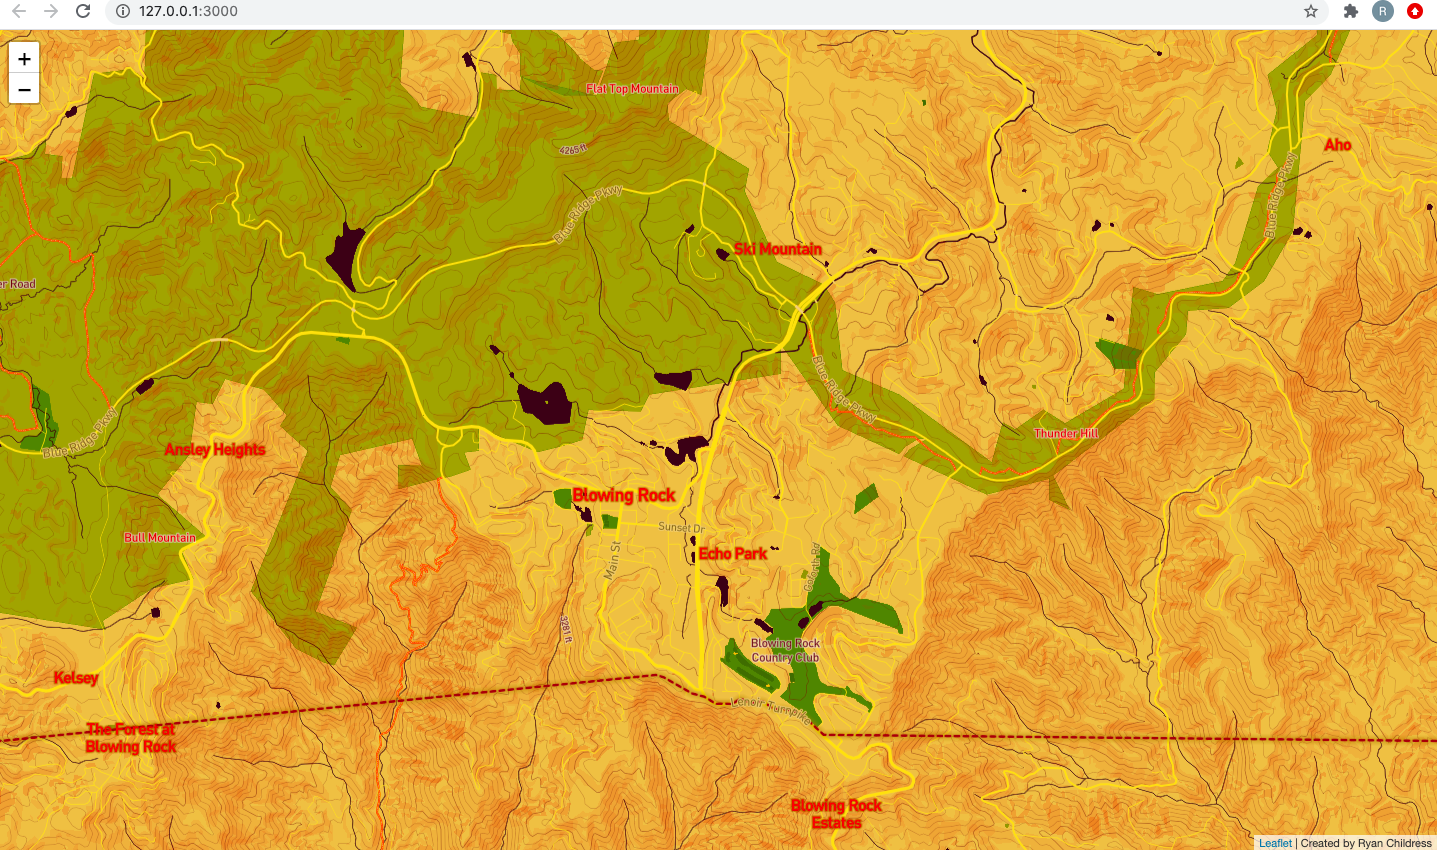 127.0.0.1:3000
R
+
−
Flat Top Mountain
4265 ft
Aho
Blue Ridge Pkwy
Blue Ridge Pkwy
Ski Mountain
er Road
Blue Ridge Pkwy
Blue Ridge Pkwy
Thunder Hill
Ansley Heights
Blowing Rock
Sunset Dr
Bull Mountain
Main St
Echo Park
Goforth Rd
3281 ft
Blowing Rock
Country Club
Kelsey
Lenoir Turnpike
The Forest at
Blowing Rock
Blowing Rock
Estates
Leaflet | Created by Ryan Childress